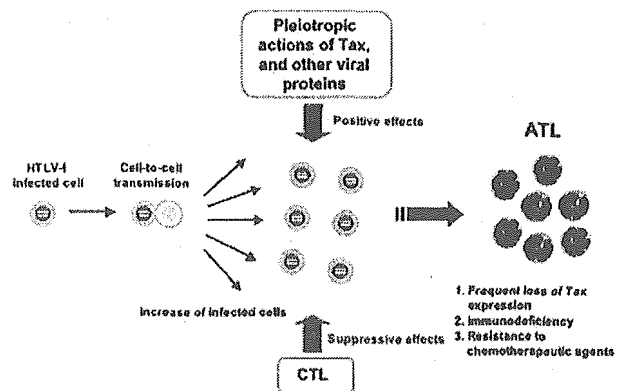 Pleiotropic
actions of Tax,
and other viral
proteins
Positive effects
ATL
HTLV-I
infected cell
Cell-to-cell
transmission
Increase of infected cells
1. Frequent loss of Tax
expression
2. Immunodeficiency
3. Resistance to
chemotherapeutic agents
Suppressive effects
CTL